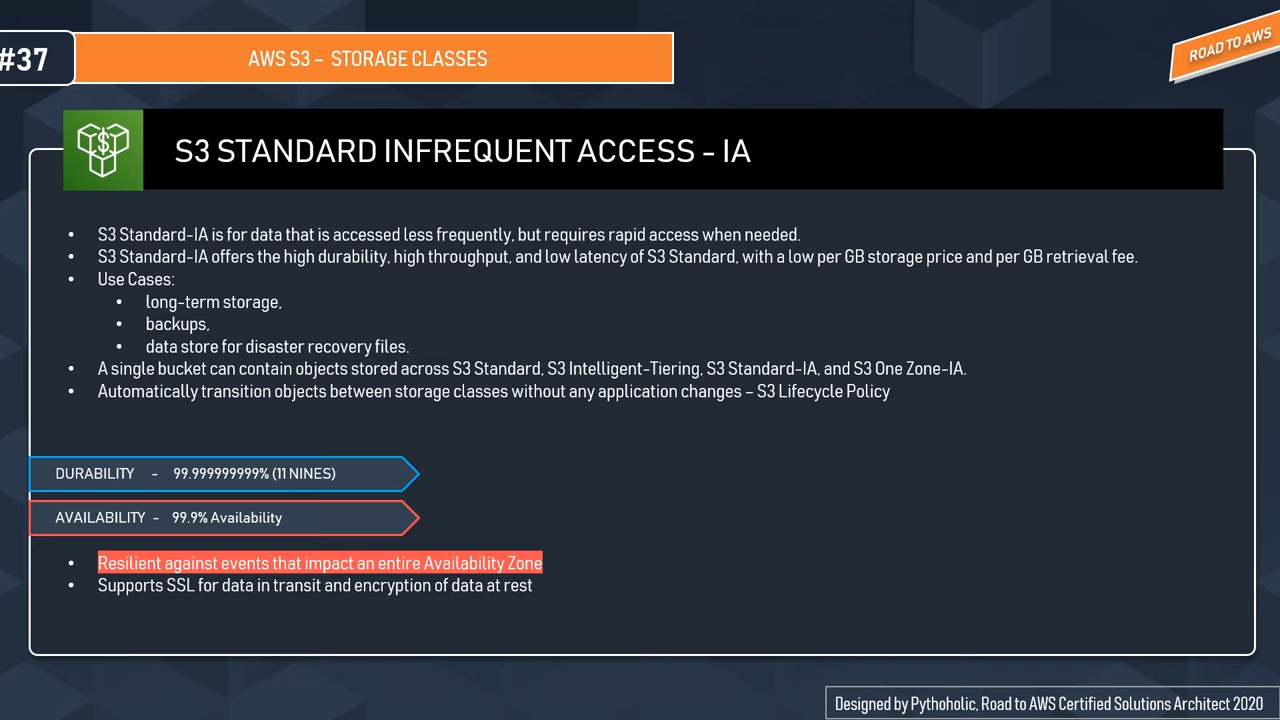 #37
AWS S3 – STORAGE CLASSES
ROAD TO AWS
S3 STANDARD INFREQUENT ACCESS - IA
• S3 Standard-IA is for data that is accessed less frequently, but requires rapid access when needed.
• S3 Standard-IA offers the high durability, high throughput, and low latency of S3 Standard, with a low per GB storage price and per GB retrieval fee.
• Use Cases:
• long-term storage,
• backups,
• data store for disaster recovery files.
• A single bucket can contain objects stored across S3 Standard, S3 Intelligent-Tiering, S3 Standard-IA, and S3 One Zone-IA.
• Automatically transition objects between storage classes without any application changes – S3 Lifecycle Policy
DURABILITY - 99.999999999% (11 NINES)
AVAILABILITY - 99.9% Availability
• Resilient against events that impact an entire Availability Zone
• Supports SSL for data in transit and encryption of data at rest
Designed by Pythoholic, Road to AWS Certified Solutions Architect 2020